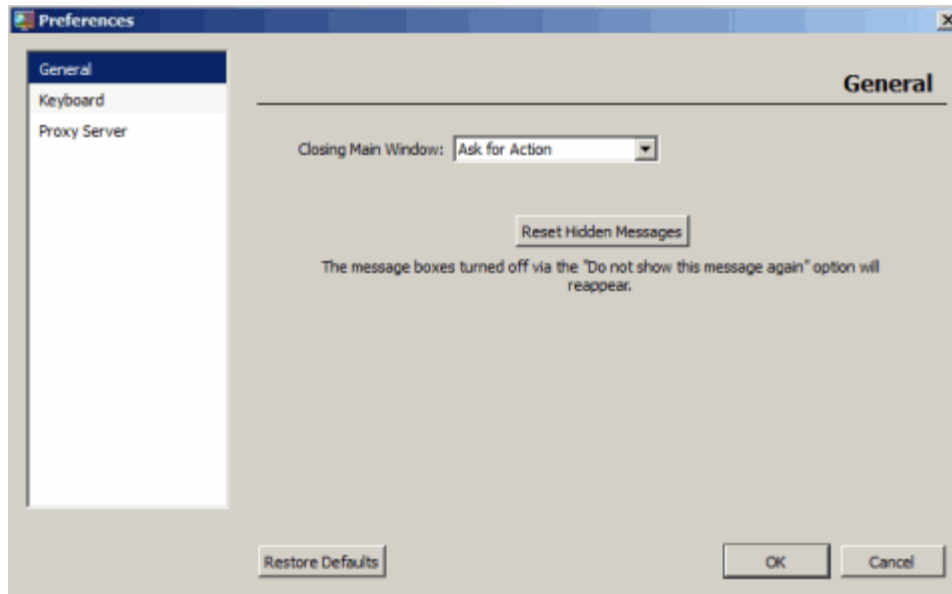 Preferences
General
Keyboard
Proxy Server
General
Closing Main Window: Ask for Action
Reset Hidden Messages
The message boxes turned off via the "Do not show this message again" option will
reappear.
Restore Defaults
OK
Cancel